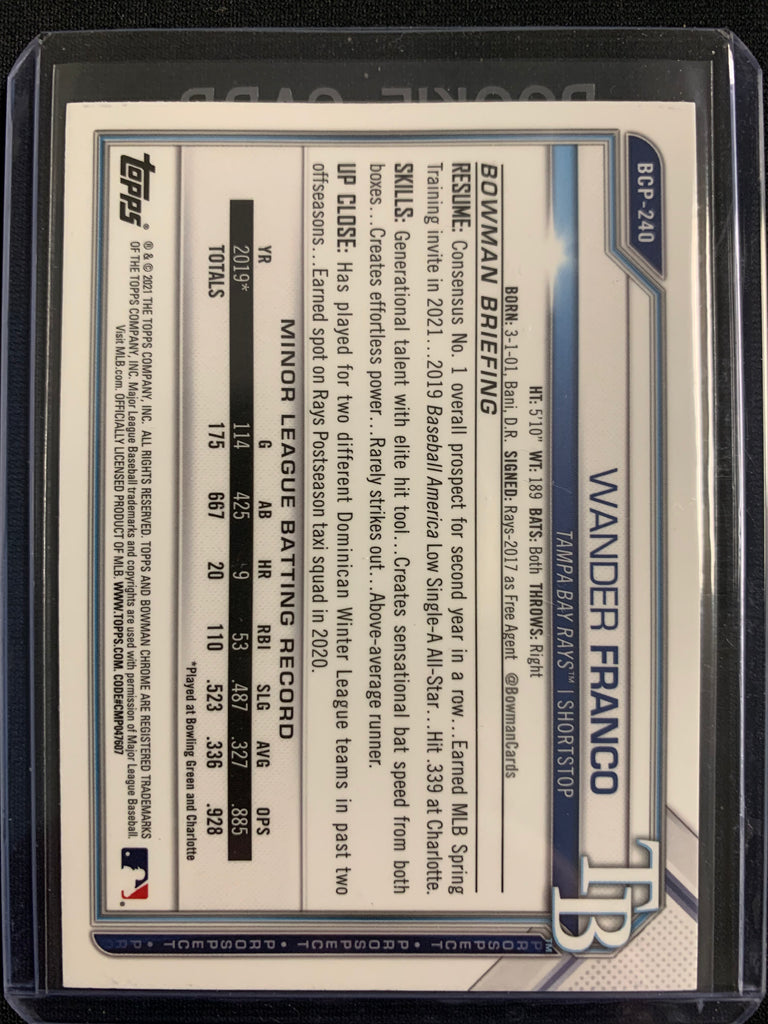 ROOKIE CARD
BCP-240
WANDER FRANCO
TAMPA BAY RAYS™ | SHORTSTOP
TB
HT: 5'10" WT: 189 BATS: Both THROWS: Right
BORN: 3-1-01, Bani, D.R. SIGNED: Rays-2017 as Free Agent @BowmanCards
BOWMAN BRIEFING
RESUME: Consensus No. 1 overall prospect for second year in a row...Earned MLB Spring
Training invite in 2021...2019 Baseball America Low Single-A All-Star...Hit .339 at Charlotte.
SKILLS: Generational talent with elite hit tool...Creates sensational bat speed from both
boxes...Creates effortless power...Rarely strikes out...Above-average runner.
UP CLOSE: Has played for two different Dominican Winter League teams in past two
offseasons...Earned spot on Rays Postseason taxi squad in 2020.
MINOR LEAGUE BATTING RECORD
YR G AB HR RBI SLG AVG OPS
2019* 114 425 9 53 .487 .327 .885
TOTALS 175 667 20 110 .523 .336 .928
*Played at Bowling Green and Charlotte
topps®
® & © 2021 THE TOPPS COMPANY, INC. ALL RIGHTS RESERVED. TOPPS AND BOWMAN CHROME ARE REGISTERED TRADEMARKS
OF THE TOPPS COMPANY, INC. Major League Baseball trademarks and copyrights are used with permission of Major League Baseball.
Visit MLB.com. OFFICIALLY LICENSED PRODUCT OF MLB. WWW.TOPPS.COM. CODE#CMP047607